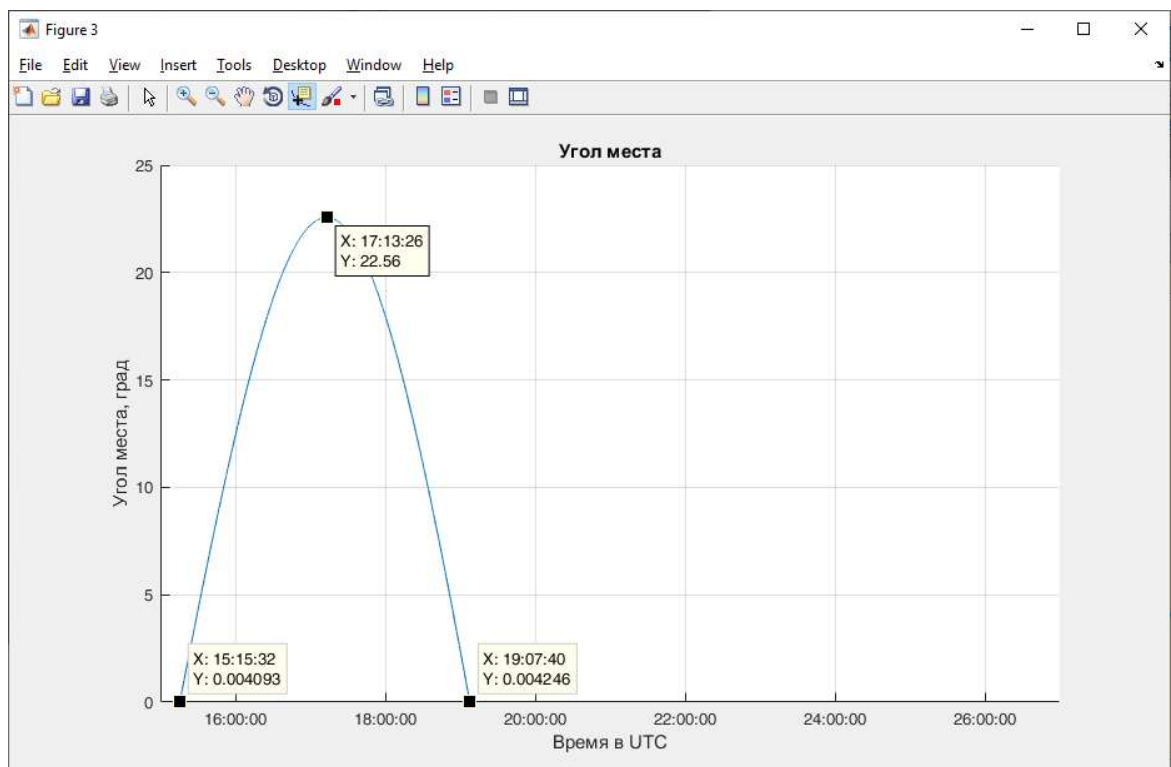 Figure 3
File Edit View Insert Tools Desktop Window Help
Угол места
25
X: 17:13:26
Y: 22.56
20
15
Угол места, град
10
5
X: 15:15:32
Y: 0.004093
X: 19:07:40
Y: 0.004246
0
16:00:00 18:00:00 20:00:00 22:00:00 24:00:00 26:00:00
Время в UTC